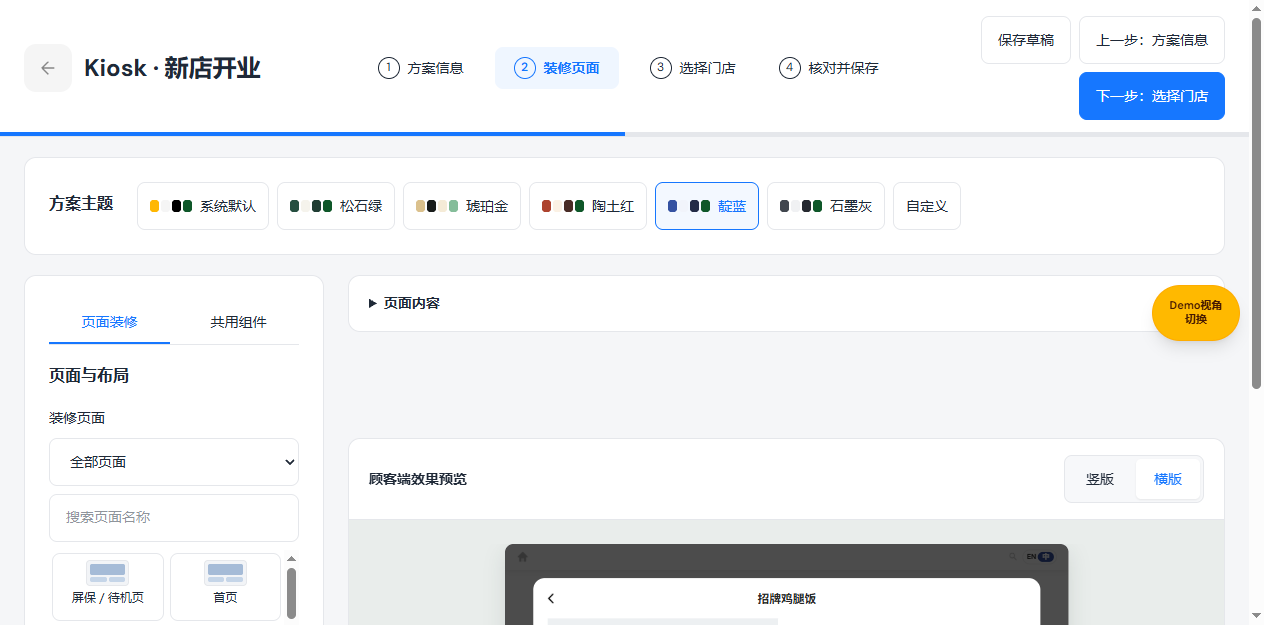 Kiosk · 新店开业
1 方案信息
2 装修页面
3 选择门店
4 核对并保存
保存草稿
上一步：方案信息
下一步：选择门店
方案主题
系统默认
松石绿
琥珀金
陶土红
靛蓝
石墨灰
自定义
页面装修
共用组件
页面与布局
装修页面
全部页面
搜索页面名称
屏保 / 待机页
首页
▶ 页面内容
Demo视角
切换
顾客端效果预览
竖版
横版
EN 中
招牌鸡腿饭